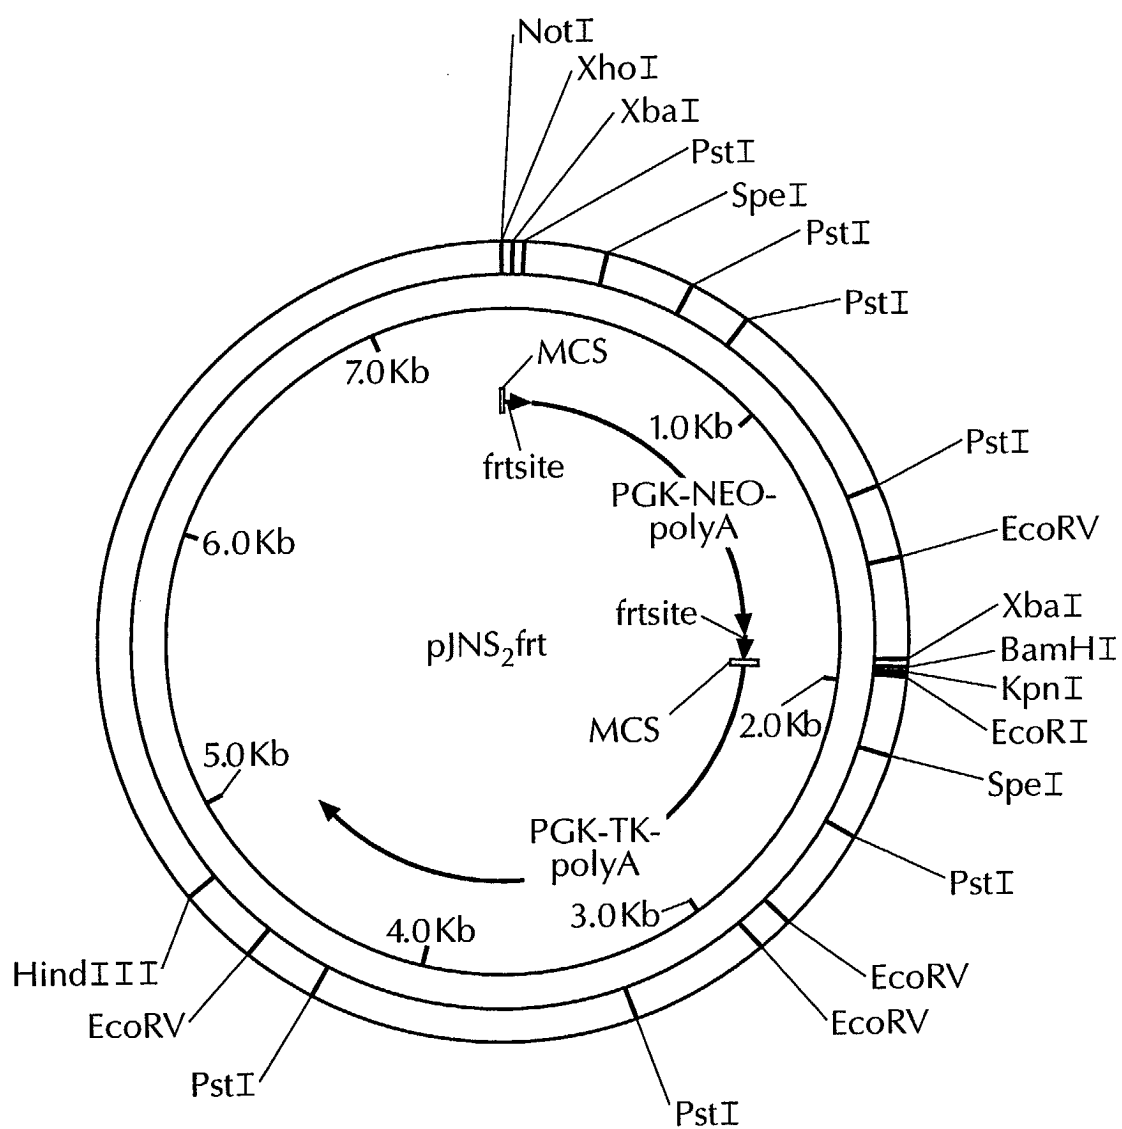 NotI
XhoI
XbaI
PstI
SpeI
PstI
PstI
MCS
7.0 Kb
1.0 Kb
frtsite
PstI
PGK-NEO-
polyA
EcoRV
6.0 Kb
XbaI
frtsite
BamHI
pJNS2frt
KpnI
MCS
2.0 Kb
EcoRI
5.0 Kb
SpeI
PGK-TK-
polyA
PstI
3.0 Kb
4.0 Kb
HindIII
EcoRV
EcoRV
EcoRV
PstI
PstI